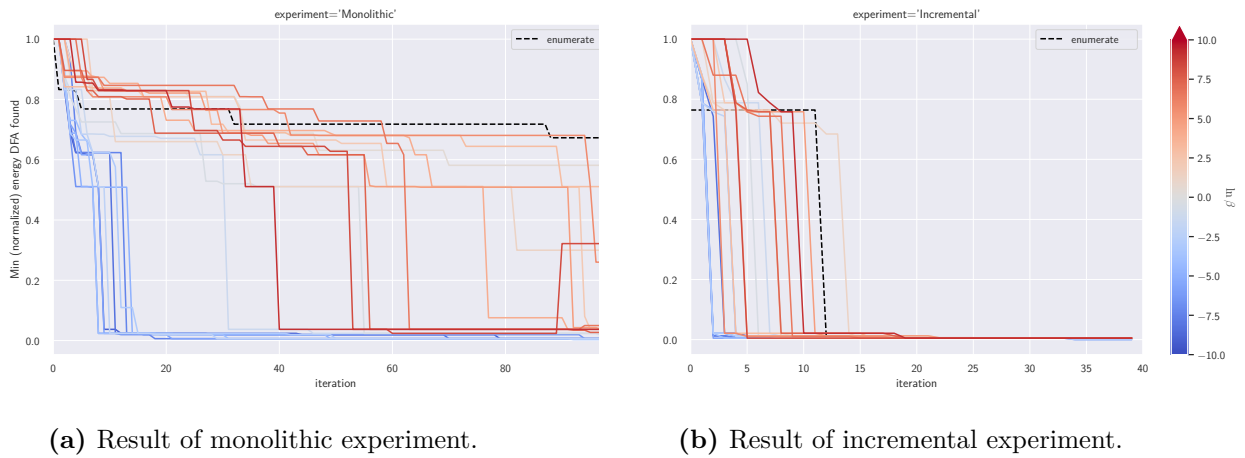 experiment='Monolithic'
enumerate
1.0
0.8
0.6
0.4
0.2
0.0
Min (normalized) energy DFA found
0 20 40 60 80
iteration
(a) Result of monolithic experiment.
experiment='Incremental'
enumerate
1.0
0.8
0.6
0.4
0.2
0.0
0 5 10 15 20 25 30 35 40
iteration
(b) Result of incremental experiment.
10.0
7.5
5.0
2.5
0.0
−2.5
−5.0
−7.5
−10.0
ln β